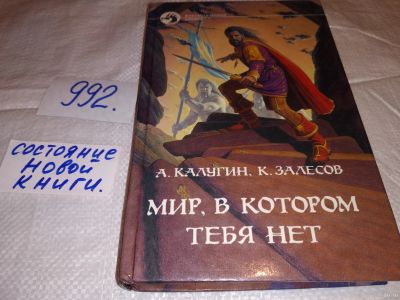 992.
СОСТОЯНИЕ
НОВОЙ
КНИГИ.
А. КАЛУГИН, К. ЗАЛЕСОВ
МИР, В КОТОРОМ
ТЕБЯ НЕТ